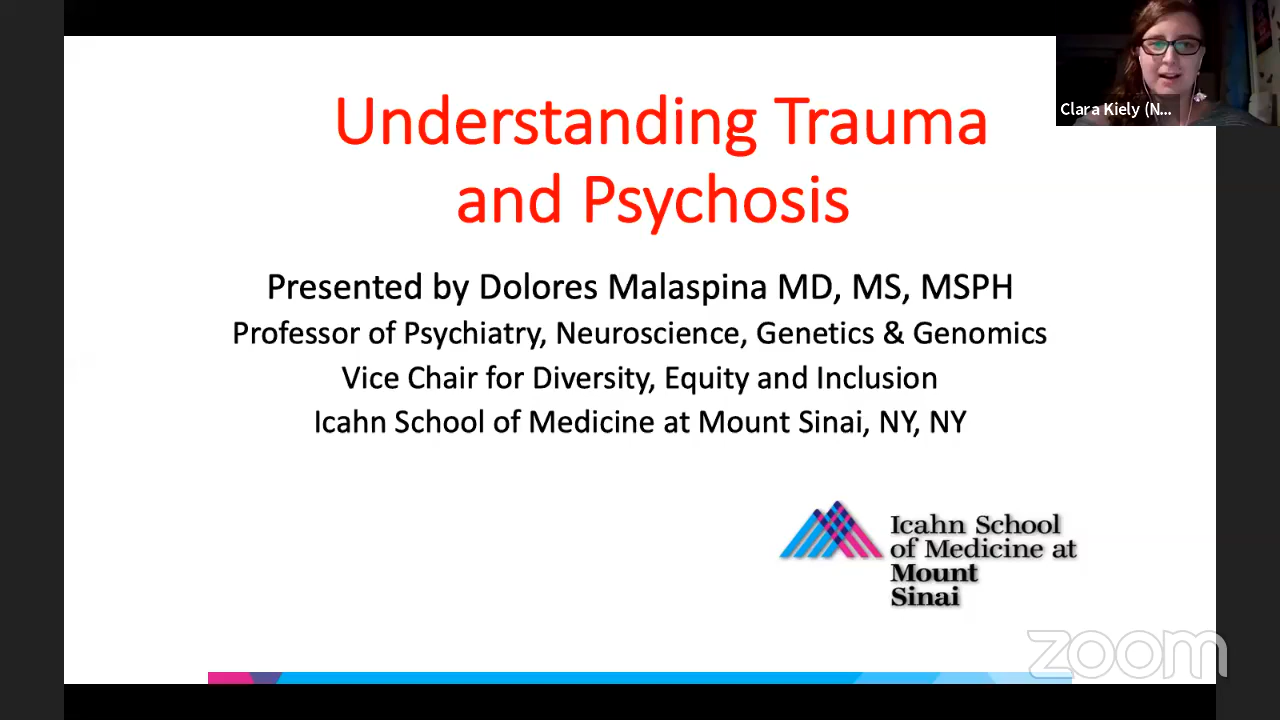 Clara Kiely (N...
Understanding Trauma
and Psychosis
Presented by Dolores Malaspina MD, MS, MSPH
Professor of Psychiatry, Neuroscience, Genetics & Genomics
Vice Chair for Diversity, Equity and Inclusion
Icahn School of Medicine at Mount Sinai, NY, NY
Icahn School
of Medicine at
Mount
Sinai
zoom